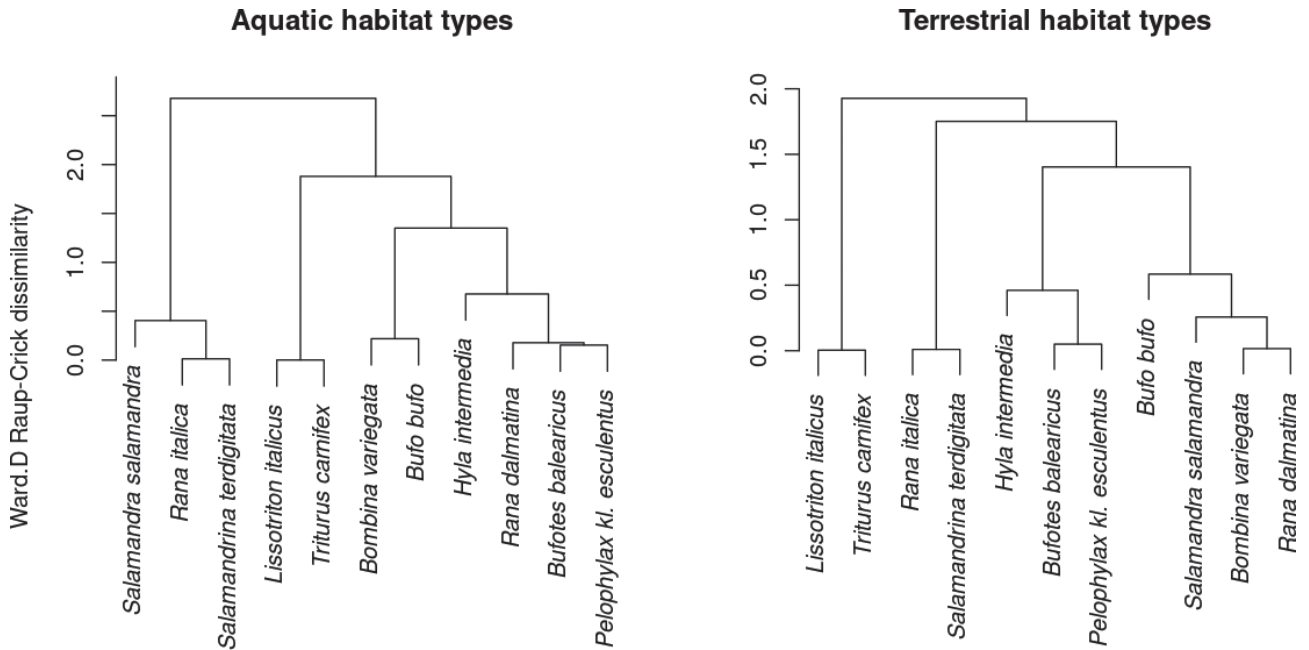 Aquatic habitat types
Ward.D Raup-Crick dissimilarity
2.0
1.0
0.0
Salamandra salamandra
Rana italica
Salamandrina terdigitata
Lissotriton italicus
Triturus carnifex
Bombina variegata
Bufo bufo
Hyla intermedia
Rana dalmatina
Bufotes balearicus
Pelophylax kl. esculentus
Terrestrial habitat types
2.0
1.5
1.0
0.5
0.0
Lissotriton italicus
Triturus carnifex
Rana italica
Salamandrina terdigitata
Hyla intermedia
Bufotes balearicus
Pelophylax kl. esculentus
Bufo bufo
Salamandra salamandra
Bombina variegata
Rana dalmatina